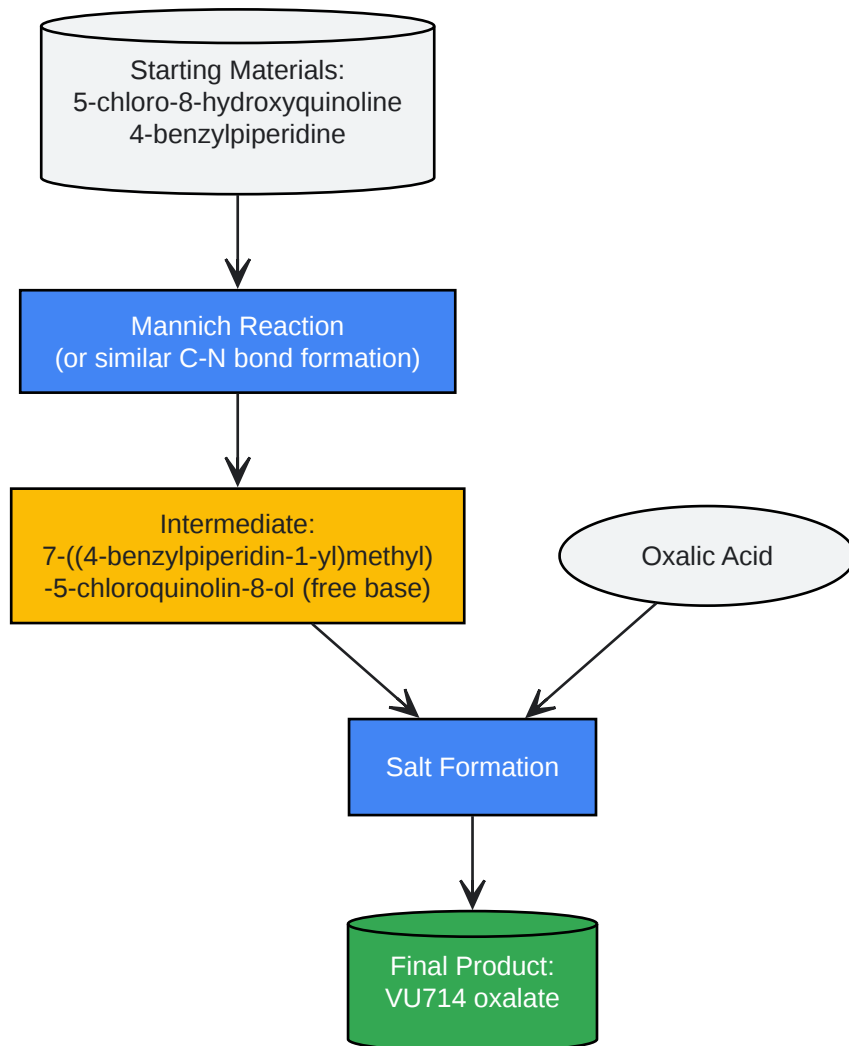 Starting Materials:
5-chloro-8-hydroxyquinoline
4-benzylpiperidine
Mannich Reaction
(or similar C-N bond formation)
Intermediate:
7-((4-benzylpiperidin-1-yl)methyl)
-5-chloroquinolin-8-ol (free base)
Oxalic Acid
Salt Formation
Final Product:
VU714 oxalate